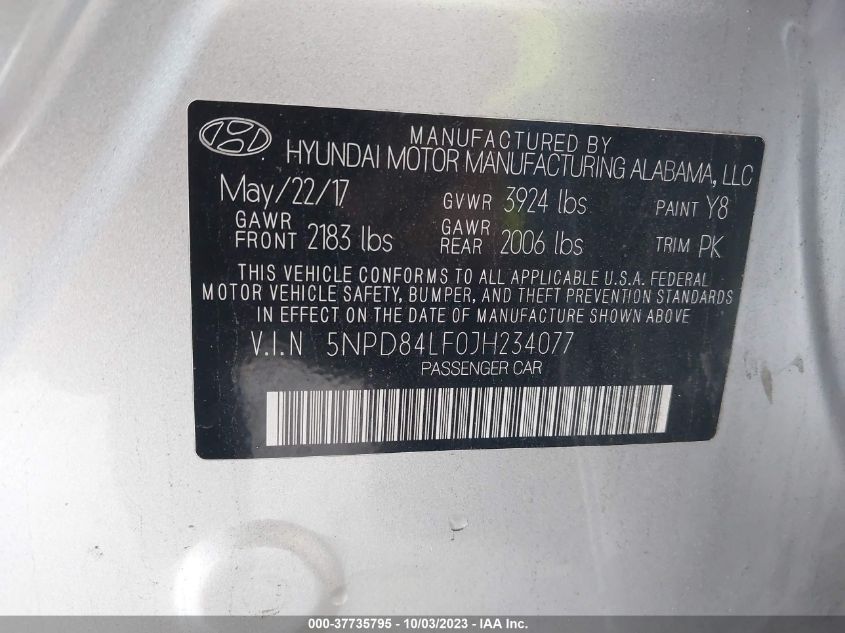 MANUFACTURED BY
HYUNDAI MOTOR MANUFACTURING ALABAMA, LLC
May/22/17 GVWR 3924 lbs PAINT Y8
GAWR FRONT 2183 lbs GAWR REAR 2006 lbs TRIM PK
THIS VEHICLE CONFORMS TO ALL APPLICABLE U.S.A. FEDERAL
MOTOR VEHICLE SAFETY, BUMPER, AND THEFT PREVENTION STANDARDS
IN EFFECT ON THE DATE OF MANUFACTURE SHOWN ABOVE
V.I.N 5NPD84LF0JH234077
PASSENGER CAR
000-37735795 - 10/03/2023 - IAA Inc.